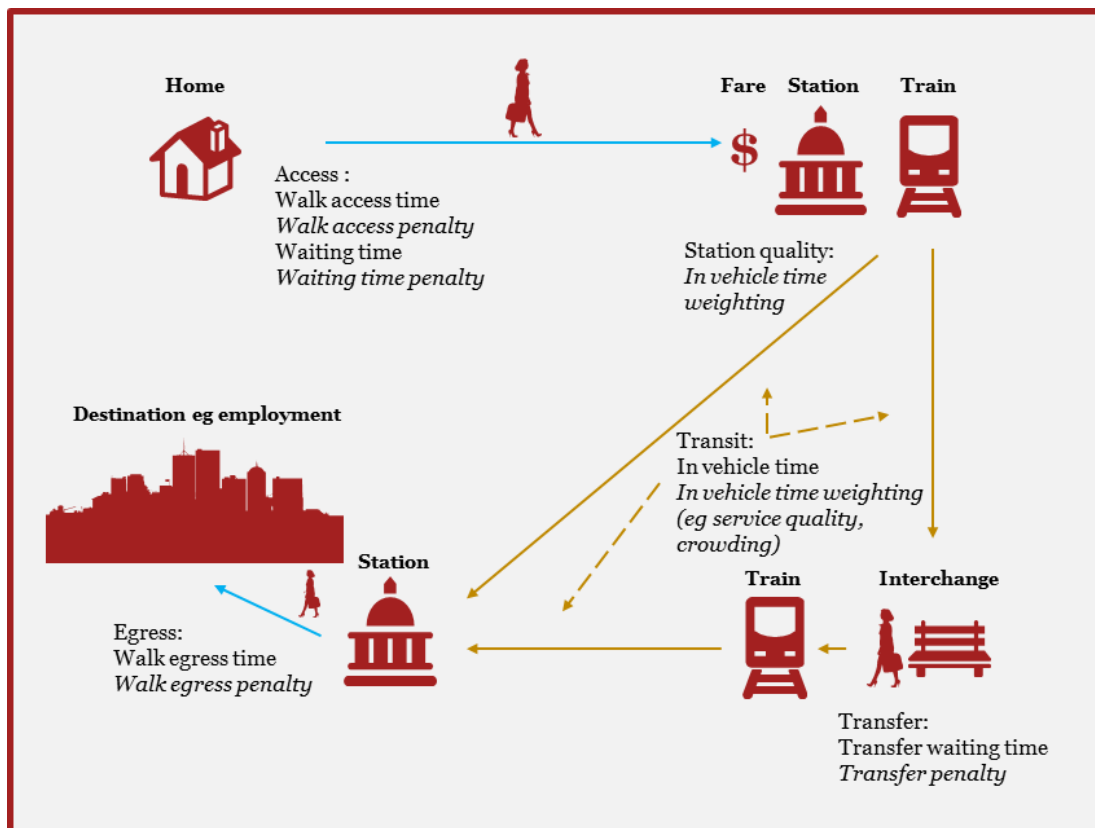 Home
Fare
Station
Train
$
Access :
Walk access time
Walk access penalty
Waiting time
Waiting time penalty
Station quality:
In vehicle time
weighting
Destination eg employment
Transit:
In vehicle time
In vehicle time weighting
(eg service quality,
crowding)
Station
Train
Interchange
Egress:
Walk egress time
Walk egress penalty
Transfer:
Transfer waiting time
Transfer penalty